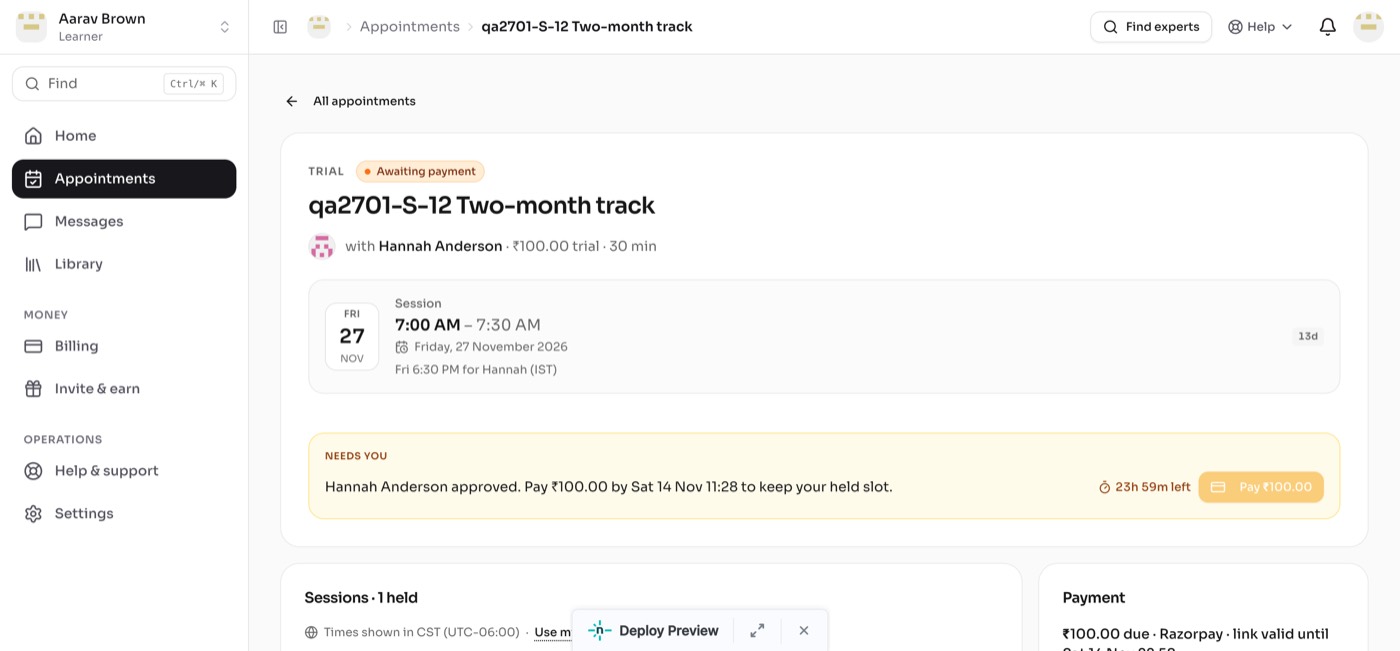 Aarav Brown
Learner
Find
Ctrl/⌘ K
Home
Appointments
Messages
Library
MONEY
Billing
Invite & earn
OPERATIONS
Help & support
Settings
Appointments
qa2701-S-12 Two-month track
Find experts
Help
All appointments
TRIAL
Awaiting payment
qa2701-S-12 Two-month track
with Hannah Anderson · ₹100.00 trial · 30 min
FRI
27
NOV
Session
7:00 AM – 7:30 AM
Friday, 27 November 2026
Fri 6:30 PM for Hannah (IST)
13d
NEEDS YOU
Hannah Anderson approved. Pay ₹100.00 by Sat 14 Nov 11:28 to keep your held slot.
23h 59m left
Pay ₹100.00
Sessions · 1 held
Times shown in CST (UTC-06:00) · Use m
Deploy Preview
Payment
₹100.00 due · Razorpay · link valid until